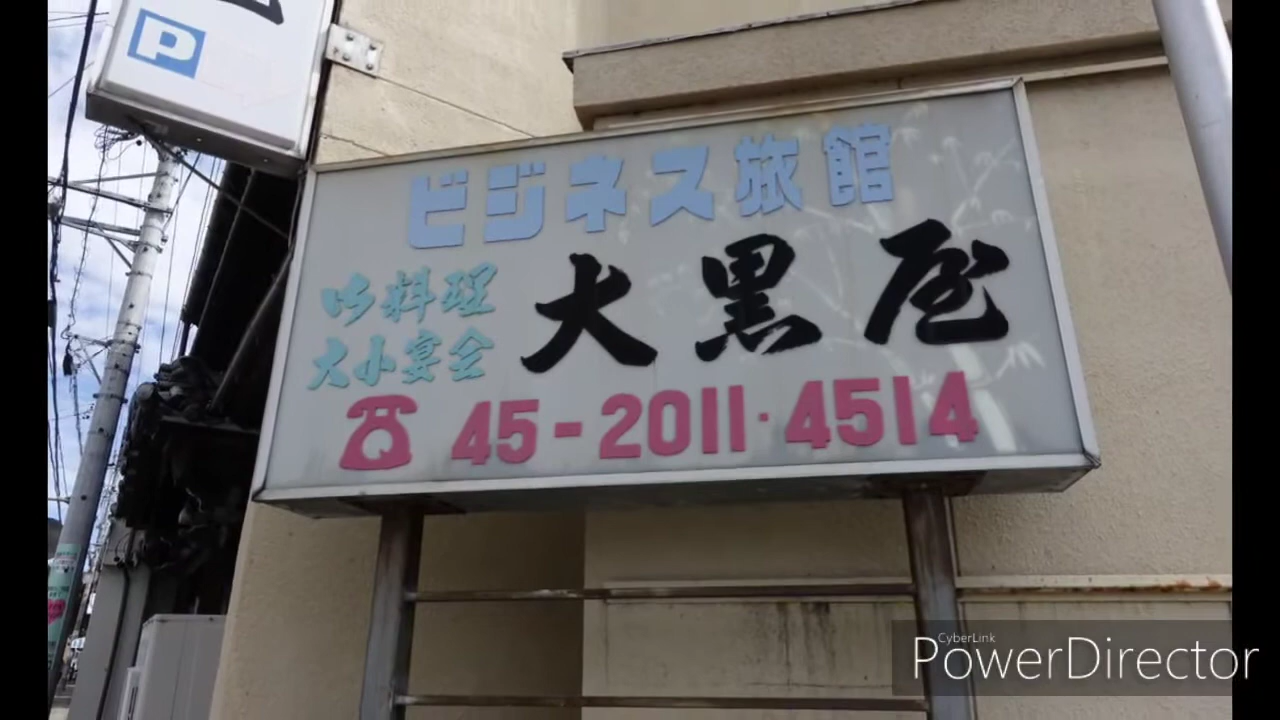 P
ビジネス旅館
御料理
大小宴会
大黒屋
☎ 45-2011・4514
CyberLink
PowerDirector